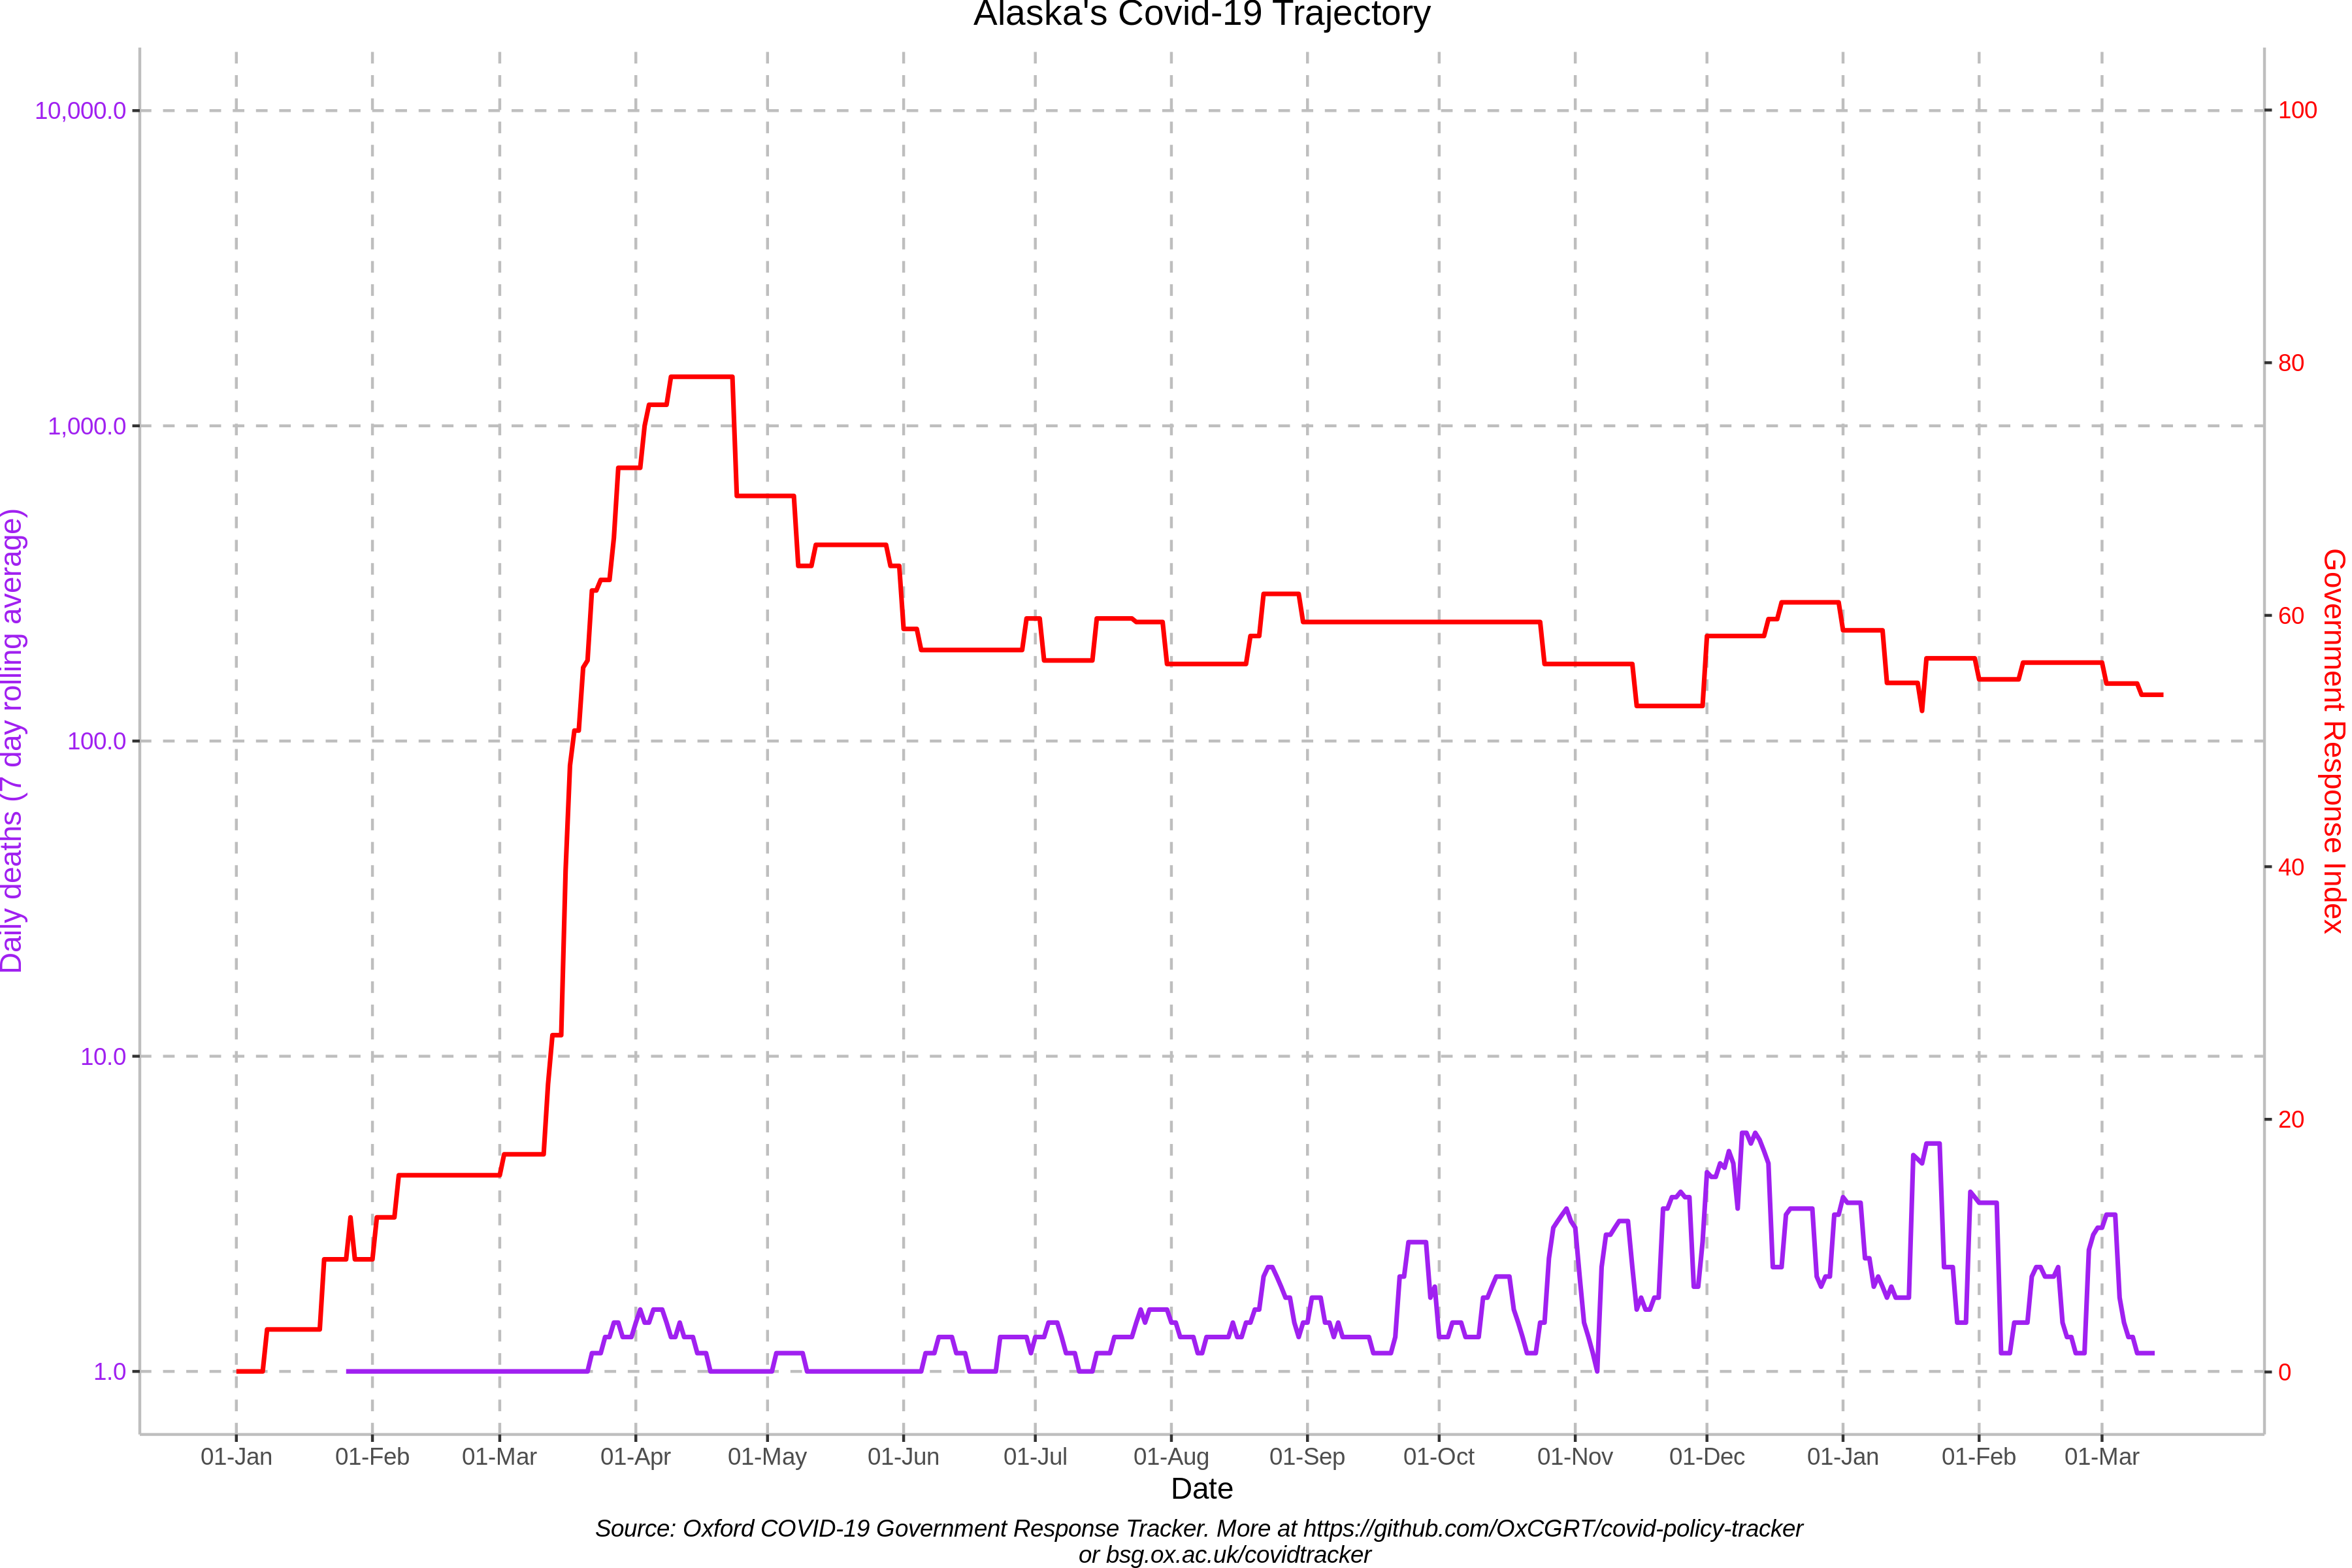 Alaska's Covid-19 Trajectory
10,000.0
1,000.0
100.0
10.0
1.0
Daily deaths (7 day rolling average)
100
80
60
40
20
0
Government Response Index
01-Jan 01-Feb 01-Mar 01-Apr 01-May 01-Jun 01-Jul 01-Aug 01-Sep 01-Oct 01-Nov 01-Dec 01-Jan 01-Feb 01-Mar
Date
Source: Oxford COVID-19 Government Response Tracker. More at https://github.com/OxCGRT/covid-policy-tracker
or bsg.ox.ac.uk/covidtracker